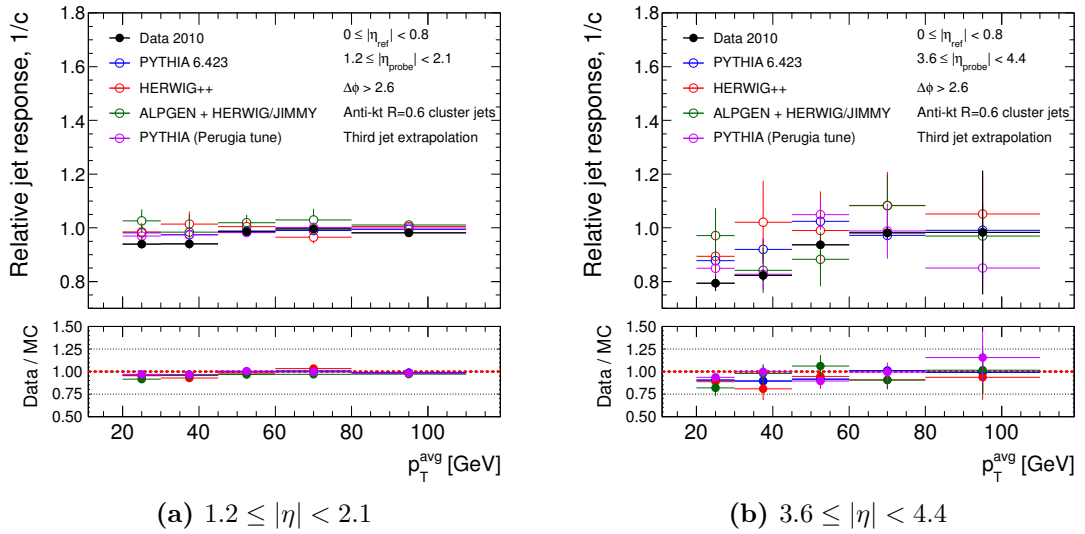 Relative jet response, 1/c
1.8
1.6
1.4
1.2
1.0
0.8
Data 2010
PYTHIA 6.423
HERWIG++
ALPGEN + HERWIG/JIMMY
PYTHIA (Perugia tune)
0 ≤ |η_ref| < 0.8
1.2 ≤ |η_probe| < 2.1
Δϕ > 2.6
Anti-kt R=0.6 cluster jets
Third jet extrapolation
Data / MC
1.50
1.25
1.00
0.75
0.50
20 40 60 80 100
p_T^avg [GeV]
(a) 1.2 ≤ |η| < 2.1
Relative jet response, 1/c
1.8
1.6
1.4
1.2
1.0
0.8
Data 2010
PYTHIA 6.423
HERWIG++
ALPGEN + HERWIG/JIMMY
PYTHIA (Perugia tune)
0 ≤ |η_ref| < 0.8
3.6 ≤ |η_probe| < 4.4
Δϕ > 2.6
Anti-kt R=0.6 cluster jets
Third jet extrapolation
Data / MC
1.50
1.25
1.00
0.75
0.50
20 40 60 80 100
p_T^avg [GeV]
(b) 3.6 ≤ |η| < 4.4